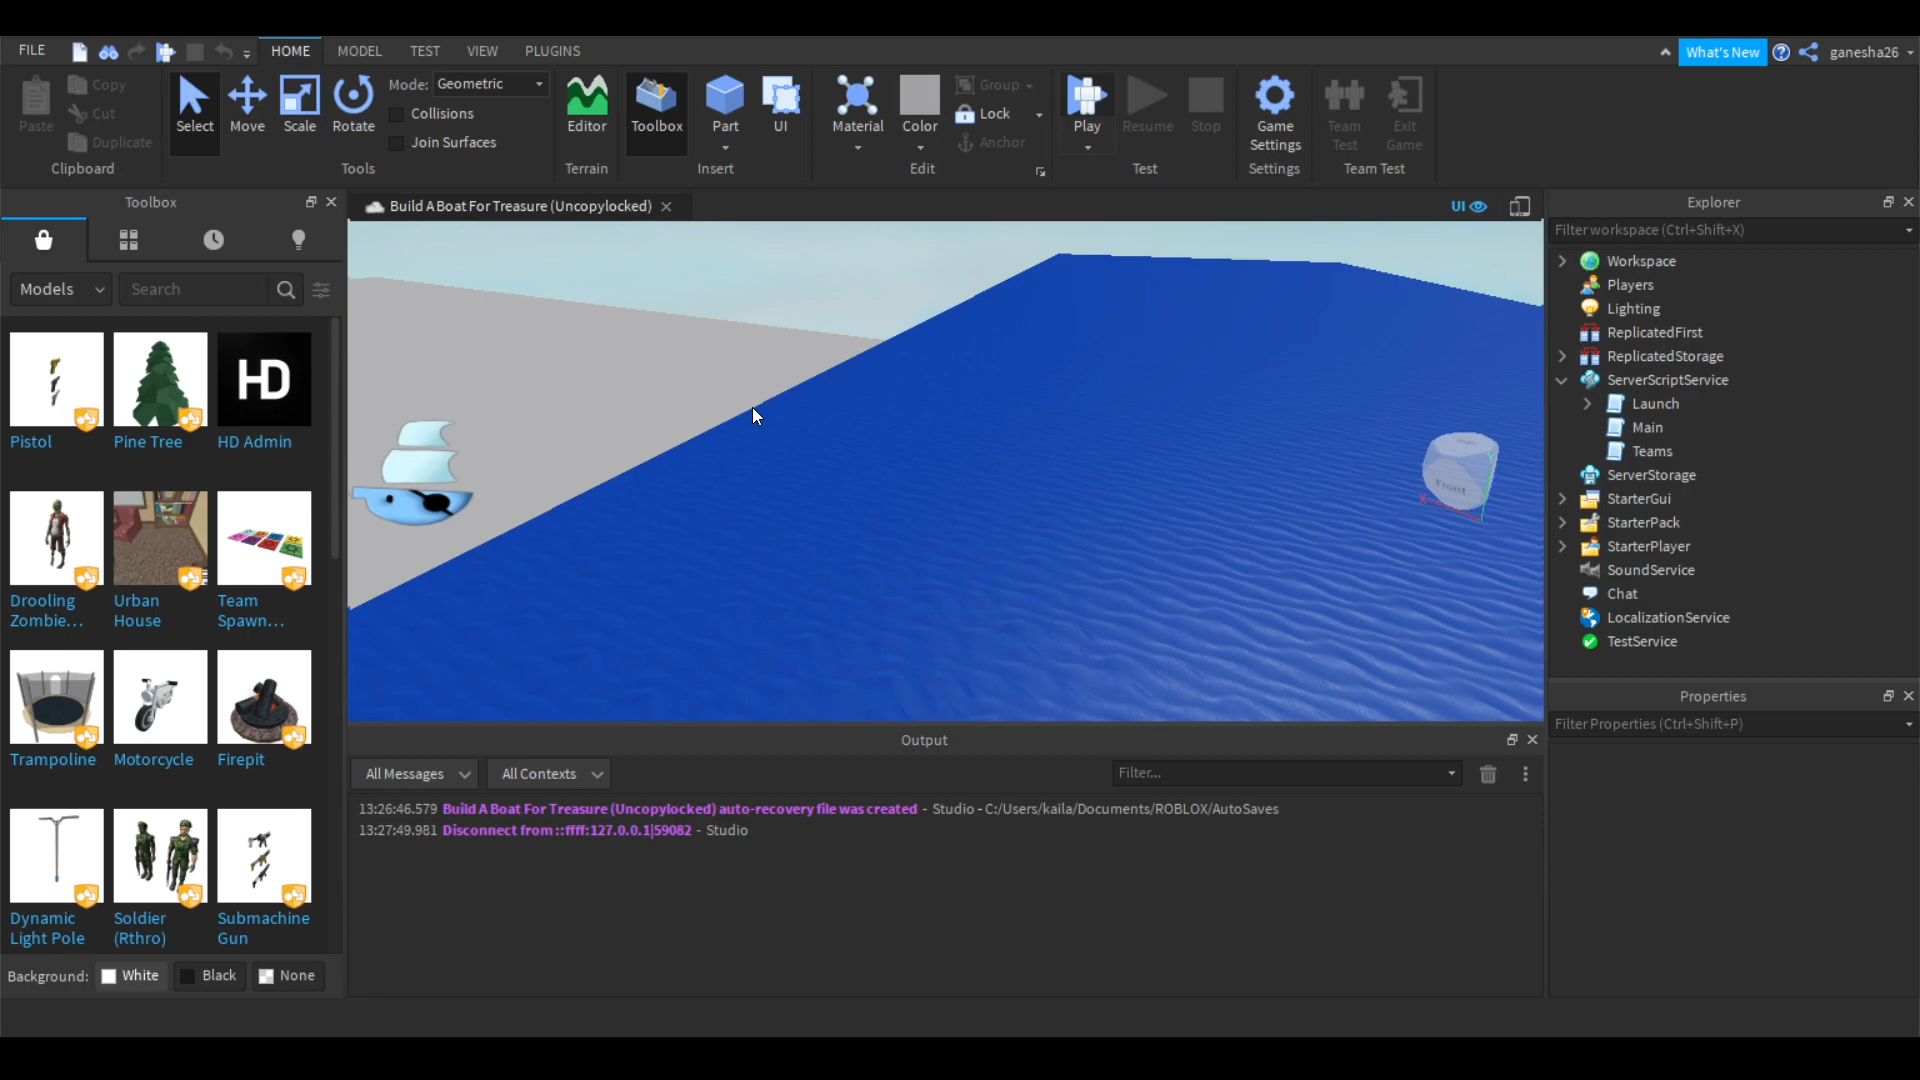 FILE HOME MODEL TEST VIEW PLUGINS What's New ganesha26
Paste Copy Cut Duplicate Select Move Scale Rotate Mode: Geometric Collisions Join Surfaces Editor Toolbox Part UI Material Color Group Lock Anchor Play Resume Stop Game Settings Team Test Exit Game
Clipboard Tools Terrain Insert Edit Test Settings Team Test
Toolbox
Build A Boat For Treasure (Uncopylocked)
UI
Explorer
Filter workspace (Ctrl+Shift+X)
Models Search
Workspace
Players
Lighting
ReplicatedFirst
ReplicatedStorage
ServerScriptService
Launch
Main
Teams
ServerStorage
StarterGui
StarterPack
StarterPlayer
SoundService
Chat
LocalizationService
TestService
HD
Pistol Pine Tree HD Admin
Drooling Zombie... Urban House Team Spawn...
Trampoline Motorcycle Firepit
Dynamic Light Pole Soldier (Rthro) Submachine Gun
Background: White Black None
Front
X
Y
Output
All Messages All Contexts Filter...
13:26:46.579 Build A Boat For Treasure (Uncopylocked) auto-recovery file was created - Studio - C:/Users/kaila/Documents/ROBLOX/AutoSaves
13:27:49.981 Disconnect from ::ffff:127.0.0.1|59082 - Studio
Properties
Filter Properties (Ctrl+Shift+P)